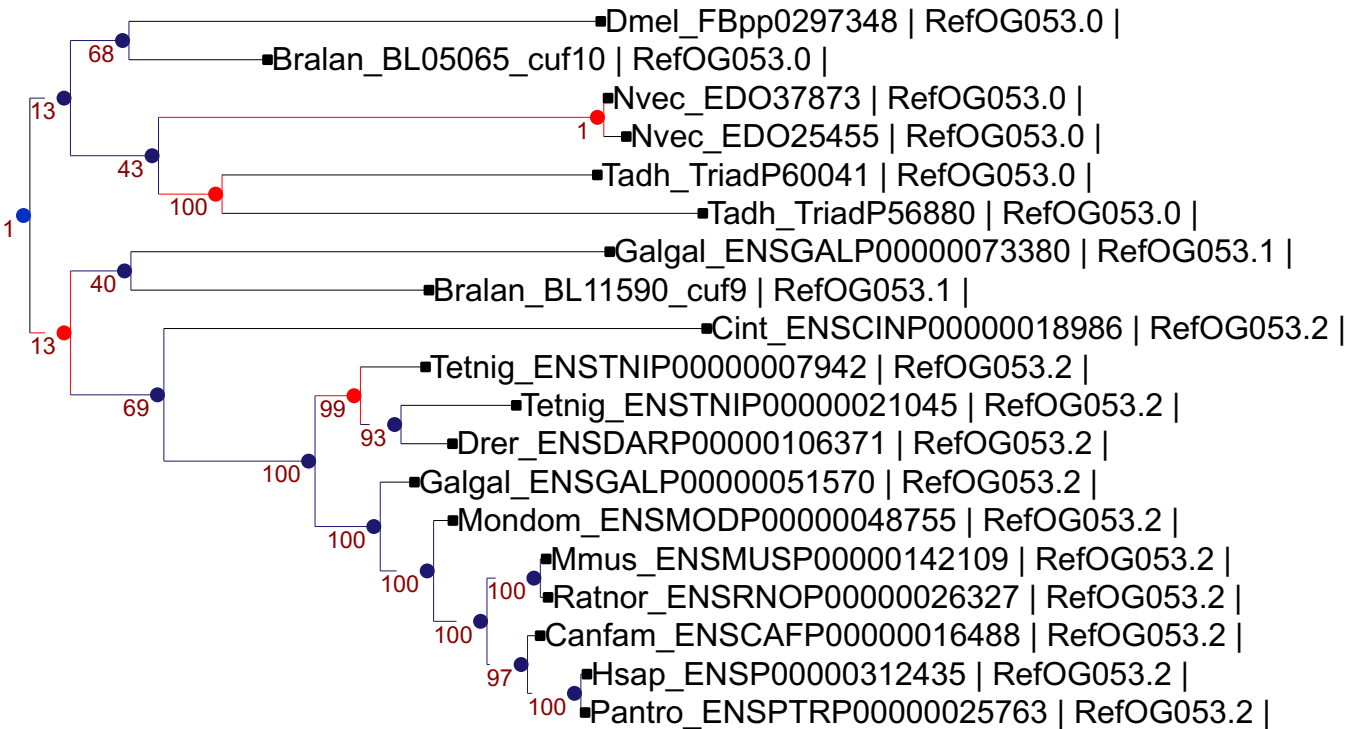 Dmel_FBpp0297348 | RefOG053.0 |
68
Bralan_BL05065_cuf10 | RefOG053.0 |
13
Nvec_EDO37873 | RefOG053.0 |
1
Nvec_EDO25455 | RefOG053.0 |
43
Tadh_TriadP60041 | RefOG053.0 |
100
Tadh_TriadP56880 | RefOG053.0 |
1
Galgal_ENSGALP00000073380 | RefOG053.1 |
40
Bralan_BL11590_cuf9 | RefOG053.1 |
Cint_ENSCINP00000018986 | RefOG053.2 |
13
Tetnig_ENSTNIP00000007942 | RefOG053.2 |
69
99
Tetnig_ENSTNIP00000021045 | RefOG053.2 |
93
Drer_ENSDARP00000106371 | RefOG053.2 |
100
Galgal_ENSGALP00000051570 | RefOG053.2 |
Mondom_ENSMODP00000048755 | RefOG053.2 |
100
Mmus_ENSMUSP00000142109 | RefOG053.2 |
100
100
Ratnor_ENSRNOP00000026327 | RefOG053.2 |
100
Canfam_ENSCAFP00000016488 | RefOG053.2 |
97
Hsap_ENSP00000312435 | RefOG053.2 |
100
Pantro_ENSPTRP00000025763 | RefOG053.2 |